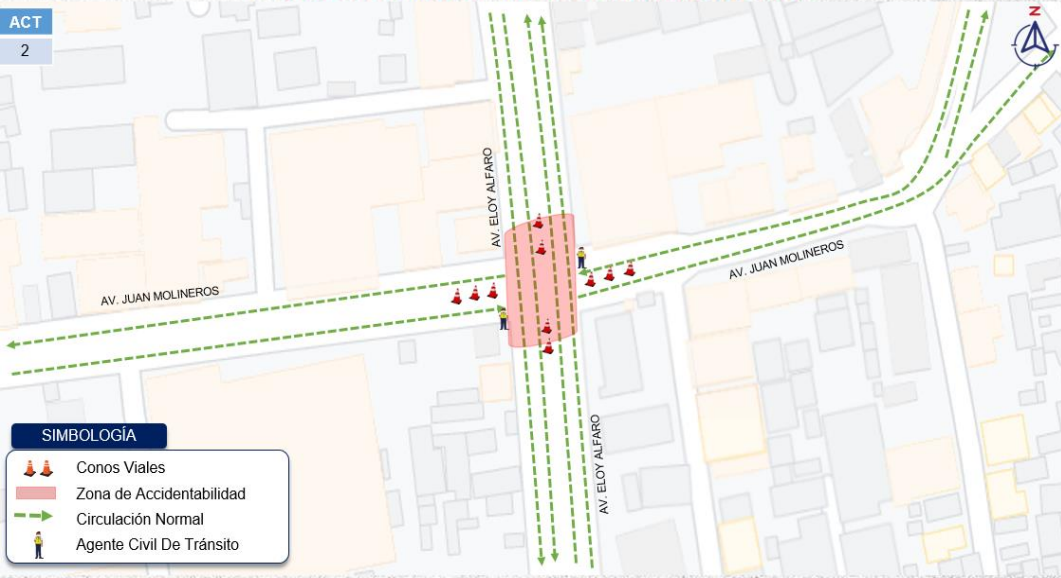 ACT
2
N
AV. ELOY ALFARO
AV. JUAN MOLINEROS
AV. JUAN MOLINEROS
AV. ELOY ALFARO
SIMBOLOGÍA
Conos Viales
Zona de Accidentabilidad
Circulación Normal
Agente Civil De Tránsito